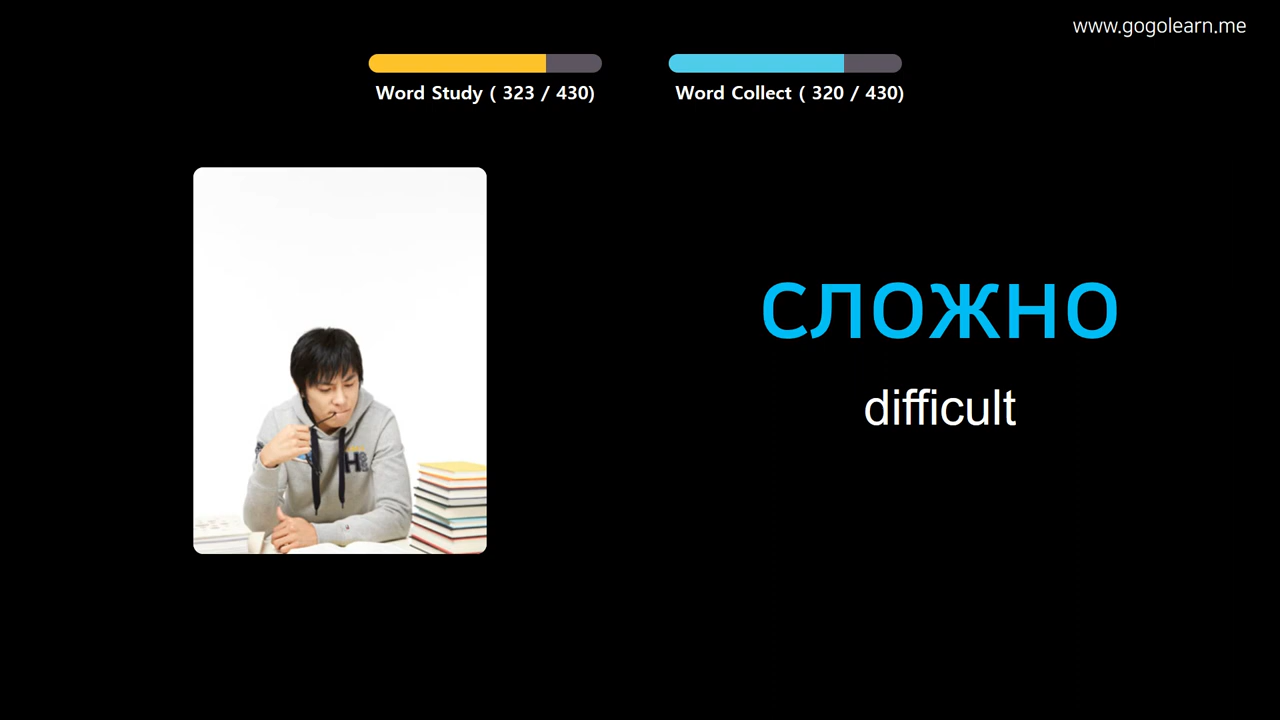 www.gogolearn.me
Word Study ( 323 / 430)
Word Collect ( 320 / 430)
сложно
difficult
H